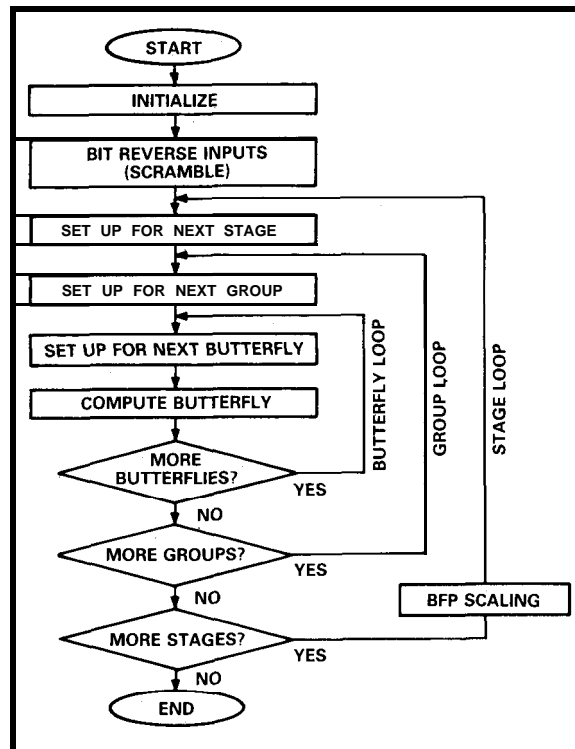 START
INITIALIZE
BIT REVERSE INPUTS
(SCRAMBLE)
SET UP FOR NEXT STAGE
SET UP FOR NEXT GROUP
SET UP FOR NEXT BUTTERFLY
COMPUTE BUTTERFLY
MORE
BUTTERFLIES?
YES
NO
BUTTERFLY LOOP
MORE GROUPS?
YES
NO
GROUP LOOP
MORE STAGES?
YES
NO
BFP SCALING
STAGE LOOP
END